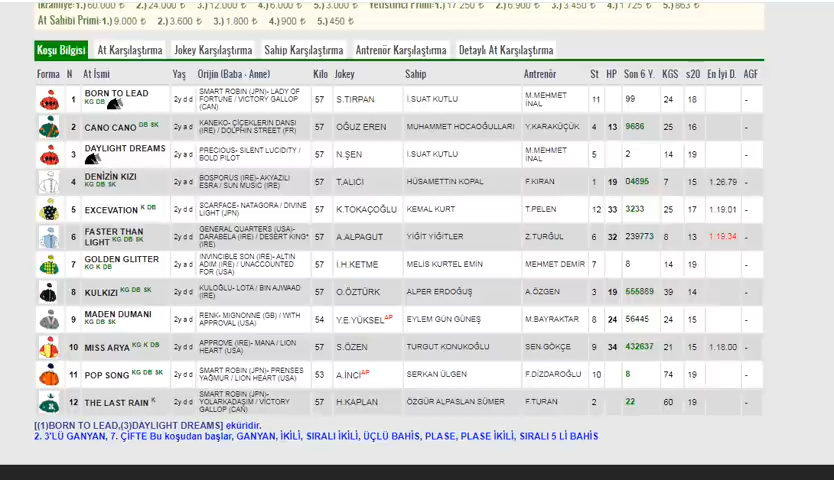 İkramiye:1.) 60.000 ₺ 2.) 24.000 ₺ 3.) 12.000 ₺ 4.) 6.000 ₺ 5.) 3.000 ₺ Yetiştirici Primi:1.) 17.250 ₺ 2.) 6.900 ₺ 3.) 3.450 ₺ 4.) 1.725 ₺ 5.) 863 ₺
At Sahibi Primi:1.) 9.000 ₺ 2.) 3.600 ₺ 3.) 1.800 ₺ 4.) 900 ₺ 5.) 450 ₺
Koşu Bilgisi At Karşılaştırma Jokey Karşılaştırma Sahip Karşılaştırma Antrenör Karşılaştırma Detaylı At Karşılaştırma
Forma N At İsmi Yaş Orijin (Baba - Anne) Kilo Jokey Sahip Antrenör St HP Son 6 Y. KGS s20 En İyi D. AGF
1 BORN TO LEAD KG DB 2y d d SMART ROBIN (JPN)- LADY OF FORTUNE / VICTORY GALLOP (CAN) 57 S.TIRPAN İ.SUAT KUTLU M.MEHMET İNAL 11 99 24 18 -
2 CANO CANO DB SK 2y d d KANEKO- ÇİÇEKLERİN DANSI (IRE) / DOLPHIN STREET (FR) 57 OĞUZ EREN MUHAMMET HOCAOĞULLARI Y.KARAKÜÇÜK 4 13 9686 25 16 -
3 DAYLIGHT DREAMS 2y a d PRECIOUS- SILENT LUCIDITY / BOLD PILOT 57 N.ŞEN İ.SUAT KUTLU M.MEHMET İNAL 5 2 14 19 -
4 DENİZİN KIZI KG DB SK 2y a d BOSPORUS (IRE)- AKYAZILI ESRA / SUN MUSIC (IRE) 57 T.ALICI HÜSAMETTİN KOPAL F.KIRAN 1 19 04895 7 15 1.26.79 -
5 EXCEVATION K DB 2y d d SCARFACE- NATAGORA / DIVINE LIGHT (JPN) 57 K.TOKAÇOĞLU KEMAL KURT T.PELEN 12 33 3233 25 17 1.19.01 -
6 FASTER THAN LIGHT KG DB SK 2y d d GENERAL QUARTERS (USA)- DARABELA (IRE) / DESERT KING* (IRE) 57 A.ALPAGUT YİĞİT YİĞİTLER Z.TURĞUL 6 32 239773 8 13 1.19.34 -
7 GOLDEN GLITTER KG K DB 2y a d INVINCIBLE SON (IRE)- ALTIN ADIM (IRE) / UNACCOUNTED FOR (USA) 57 İ.H.KETME MELİS KURTEL EMİN MEHMET DEMİR 7 8 14 19 -
8 KULKIZI KG DB SK 2y d d KULOĞLU- LOTA / BIN AJWAAD (IRE) 57 O.ÖZTÜRK ALPER ERDOĞUŞ A.ÖZGEN 3 19 555889 39 14 -
9 MADEN DUMANI KG DB SK 2y d d RENK- MIGNONNE (GB) / WITH APPROVAL (USA) 54 Y.E.YÜKSEL AP EYLEM GÜN GÜNEŞ M.BAYRAKTAR 8 24 56445 24 15 -
10 MISS ARYA KG K DB 2y d d APPROVE (IRE)- MANA / LION HEART (USA) 57 S.ÖZEN TURGUT KONUKOĞLU SEN.GÖKÇE 9 34 432637 21 15 1.18.00 -
11 POP SONG KG DB SK 2y d d SMART ROBIN (JPN)- PRENSES YAĞMUR / LION HEART (USA) 53 A.İNCİ AP SERKAN ÜLGEN F.DİZDAROĞLU 10 8 74 19 -
12 THE LAST RAIN K 2y d d SMART ROBIN (JPN)- YOLARKADAŞIM / VICTORY GALLOP (CAN) 57 H.KAPLAN ÖZGÜR ALPASLAN SÜMER F.TURAN 2 22 60 19 -
[(1)BORN TO LEAD,(3)DAYLIGHT DREAMS] eküridir.
2. 3'LÜ GANYAN, 7. ÇİFTE Bu koşudan başlar, GANYAN, İKİLİ, SIRALI İKİLİ, ÜÇLÜ BAHİS, PLASE, PLASE İKİLİ, SIRALI 5 Lİ BAHİS